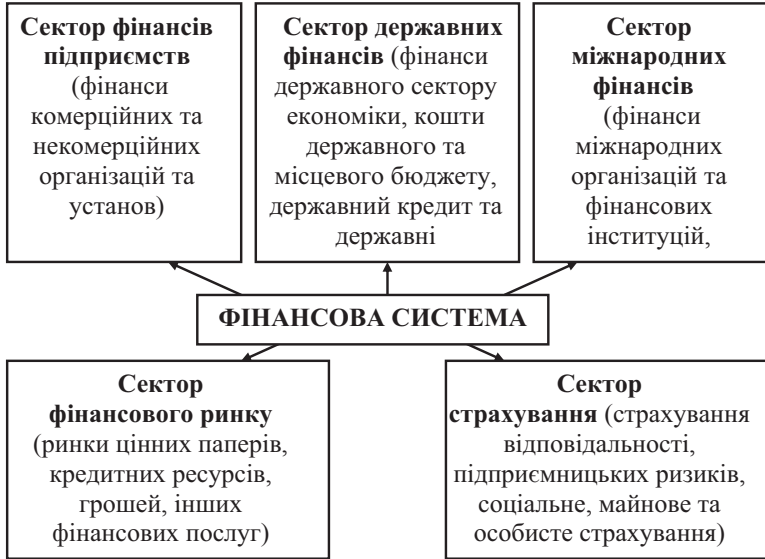 Сектор фінансів
підприємств
(фінанси
комерційних та
некомерційних
організацій та
установ)
Сектор державних
фінансів (фінанси
державного сектору
економіки, кошти
державного та
місцевого бюджету,
державний кредит та
державні
Сектор
міжнародних
фінансів
(фінанси
міжнародних
організацій та
фінансових
інституцій,
ФІНАНСОВА СИСТЕМА
Сектор
фінансового ринку
(ринки цінних паперів,
кредитних ресурсів,
грошей, інших
фінансових послуг)
Сектор
страхування (страхування
відповідальності,
підприємницьких ризиків,
соціальне, майнове та
особисте страхування)